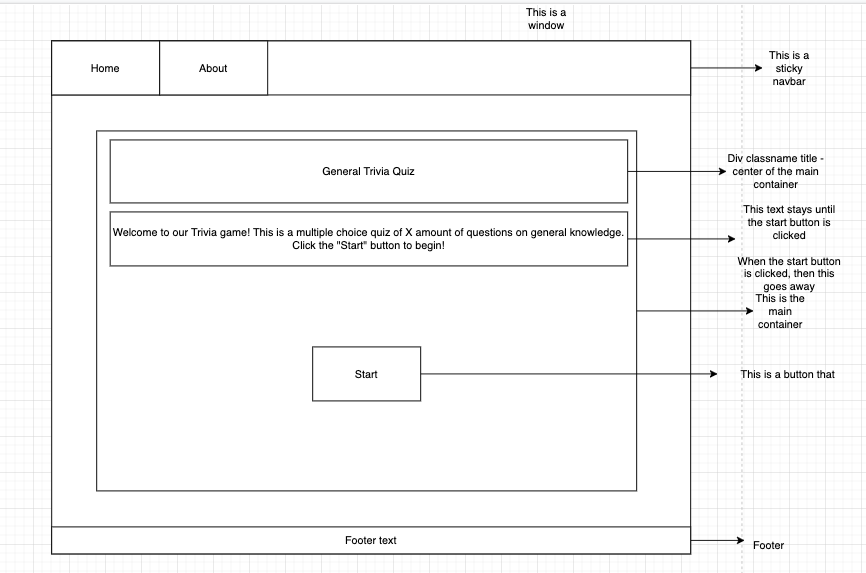 This is a
window
Home
About
This is a
sticky
navbar
General Trivia Quiz
Div classname title -
center of the main
container
Welcome to our Trivia game! This is a multiple choice quiz of X amount of questions on general knowledge.
Click the "Start" button to begin!
This text stays until
the start button is
clicked
When the start button
is clicked, then this
goes away
This is the
main
container
Start
This is a button that
Footer text
Footer